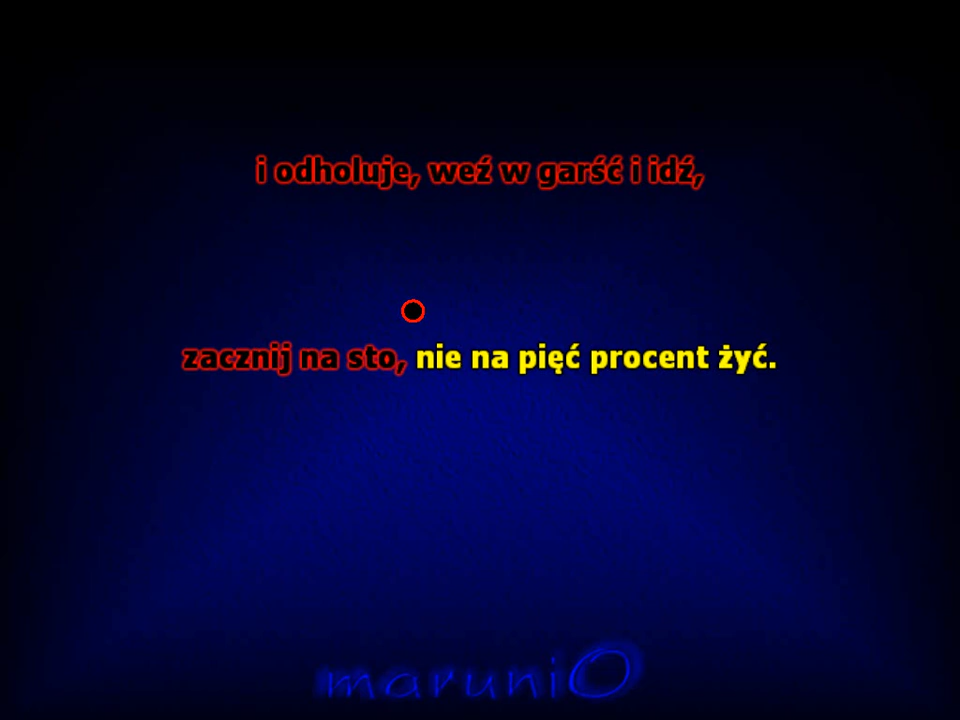 i odholuje, weź w garść i idź,
zacznij na sto, nie na pięć procent żyć.
maruniO